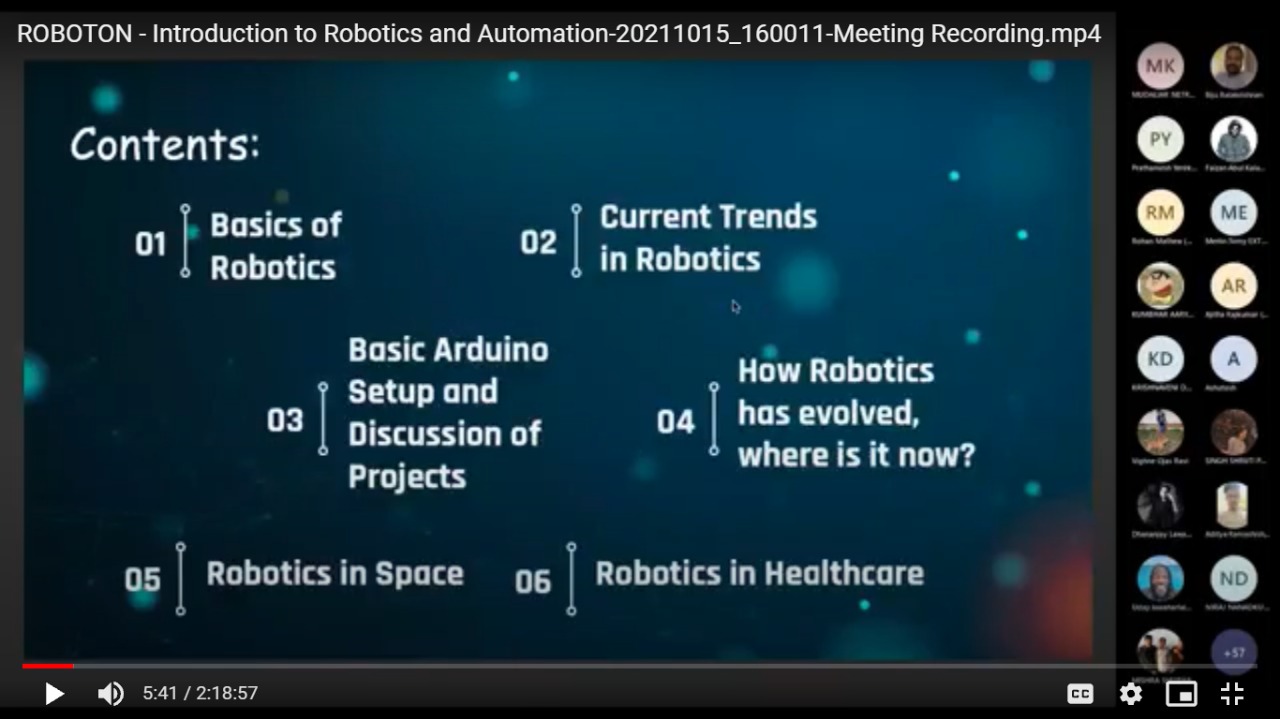 ROBOTON - Introduction to Robotics and Automation-20211015_160011-Meeting Recording.mp4
Contents:
01
Basics of
Robotics
02
Current Trends
in Robotics
03
Basic Arduino
Setup and
Discussion of
Projects
04
How Robotics
has evolved,
where is it now?
05
Robotics in Space
06
Robotics in Healthcare
MK
PY
RM
ME
AR
KD
A
ND
+57
5:41 / 2:18:57
CC